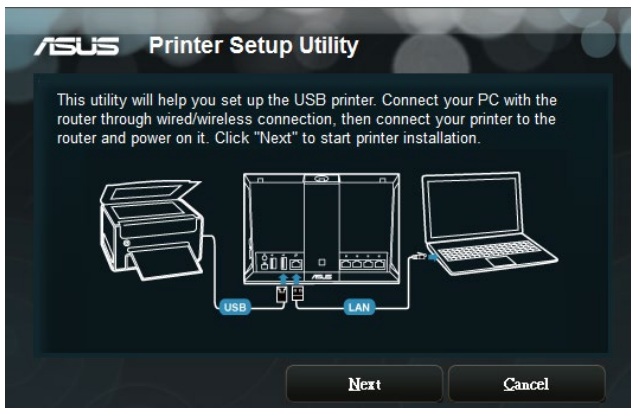 ASUS Printer Setup Utility
This utility will help you set up the USB printer. Connect your PC with the
router through wired/wireless connection, then connect your printer to the
router and power on it. Click "Next" to start printer installation.
ASUS
USB
LAN
Next
Cancel